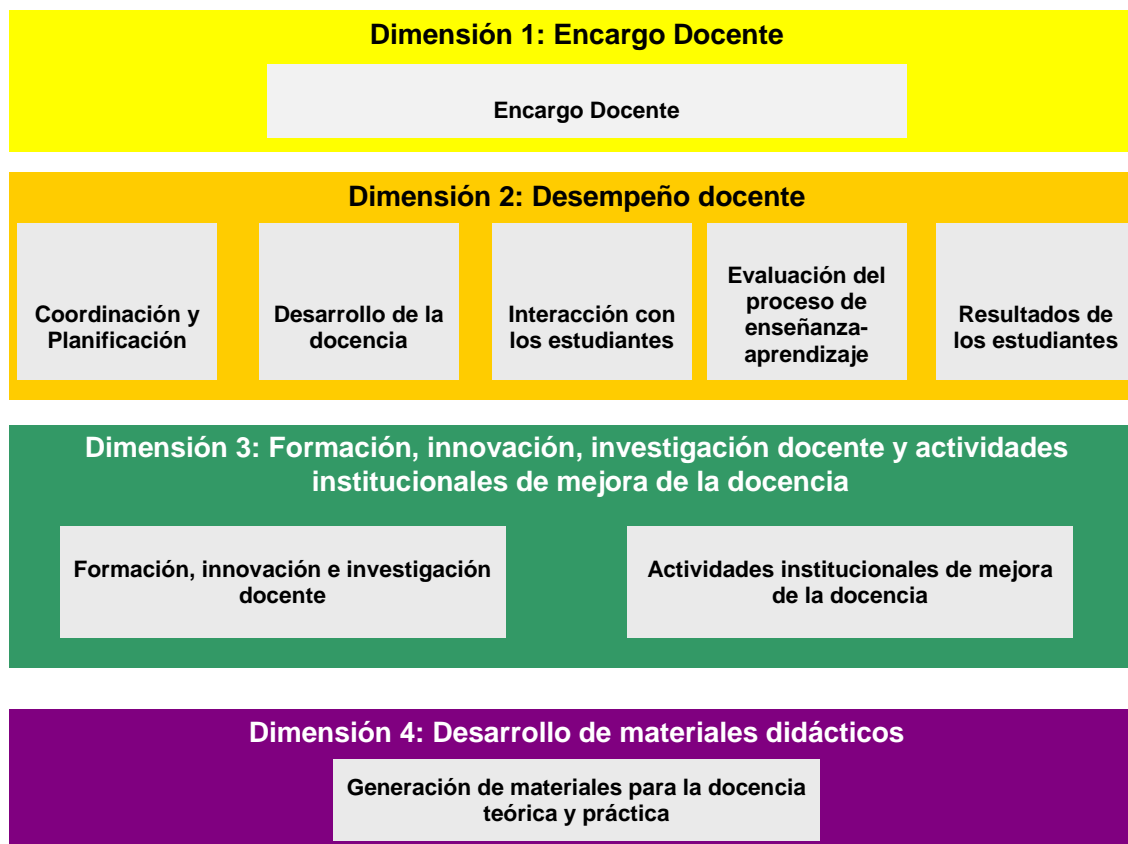 Dimensión 1: Encargo Docente
Encargo Docente
Dimensión 2: Desempeño docente
Coordinación y
Planificación
Desarrollo de la
docencia
Interacción con
los estudiantes
Evaluación del
proceso de
enseñanza-
aprendizaje
Resultados de
los estudiantes
Dimensión 3: Formación, innovación, investigación docente y actividades
institucionales de mejora de la docencia
Formación, innovación e investigación
docente
Actividades institucionales de mejora
de la docencia
Dimensión 4: Desarrollo de materiales didácticos
Generación de materiales para la docencia
teórica y práctica